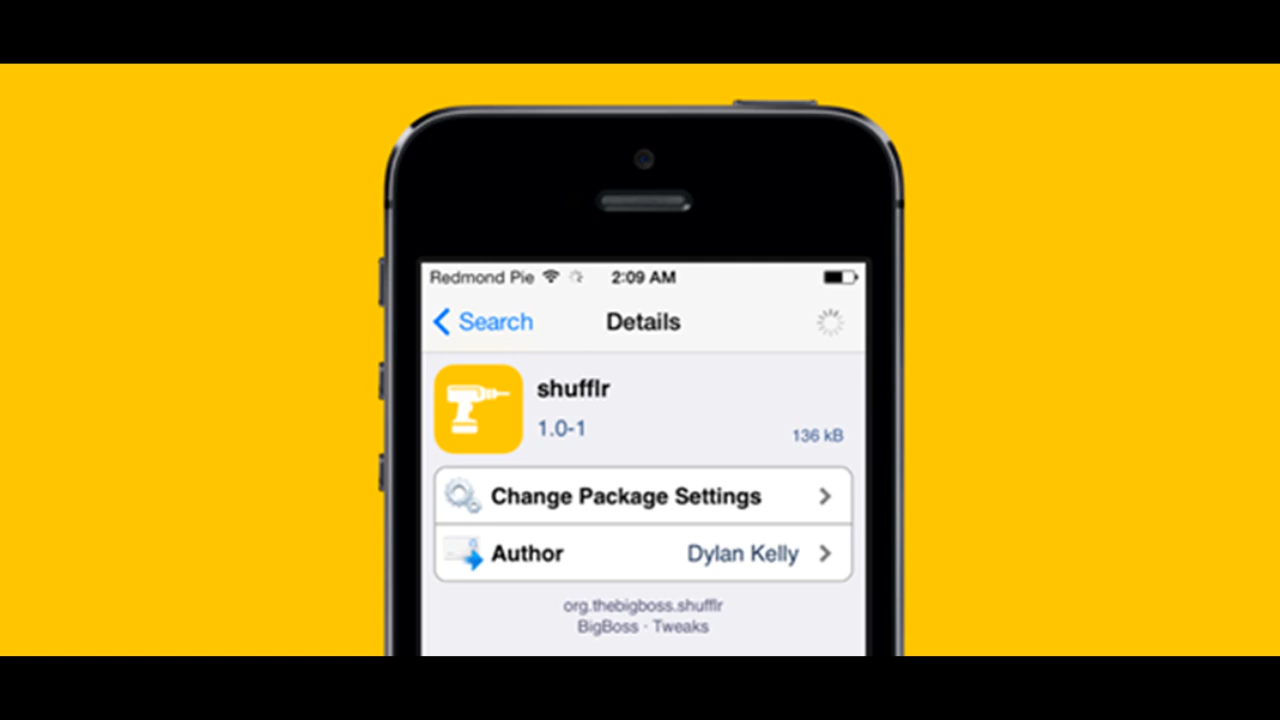 Redmond Pie 2:09 AM
Search Details
shufflr
1.0-1
136 kB
Change Package Settings
Author Dylan Kelly
org.thebigboss.shufflr
BigBoss · Tweaks